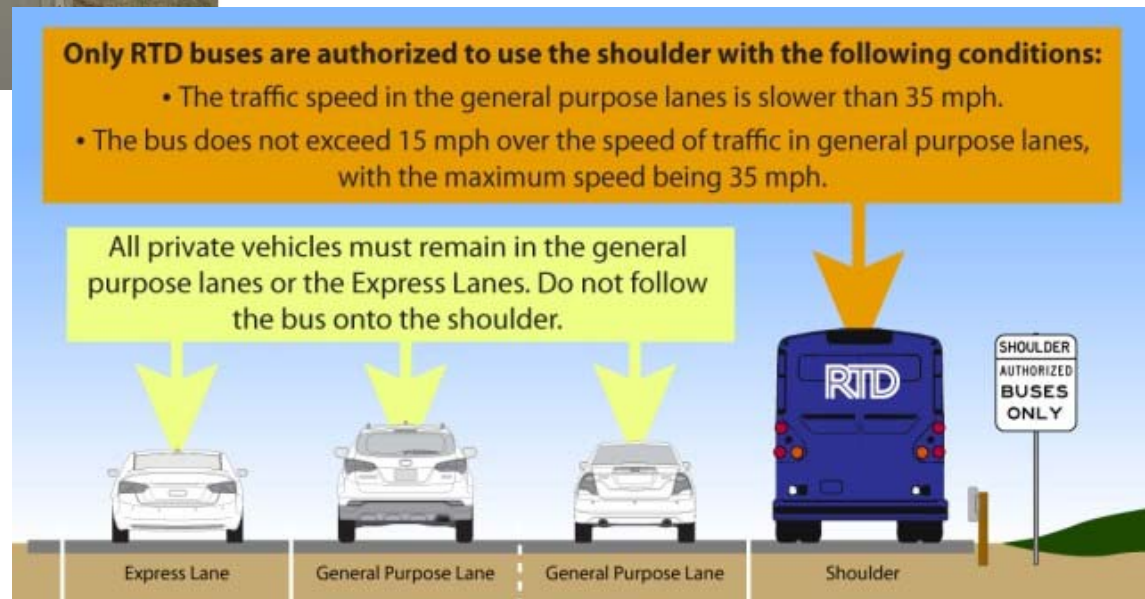 Only RTD buses are authorized to use the shoulder with the following conditions:
• The traffic speed in the general purpose lanes is slower than 35 mph.
• The bus does not exceed 15 mph over the speed of traffic in general purpose lanes,
with the maximum speed being 35 mph.
All private vehicles must remain in the general
purpose lanes or the Express Lanes. Do not follow
the bus onto the shoulder.
RTD
SHOULDER
AUTHORIZED
BUSES
ONLY
Express Lane
General Purpose Lane
General Purpose Lane
Shoulder